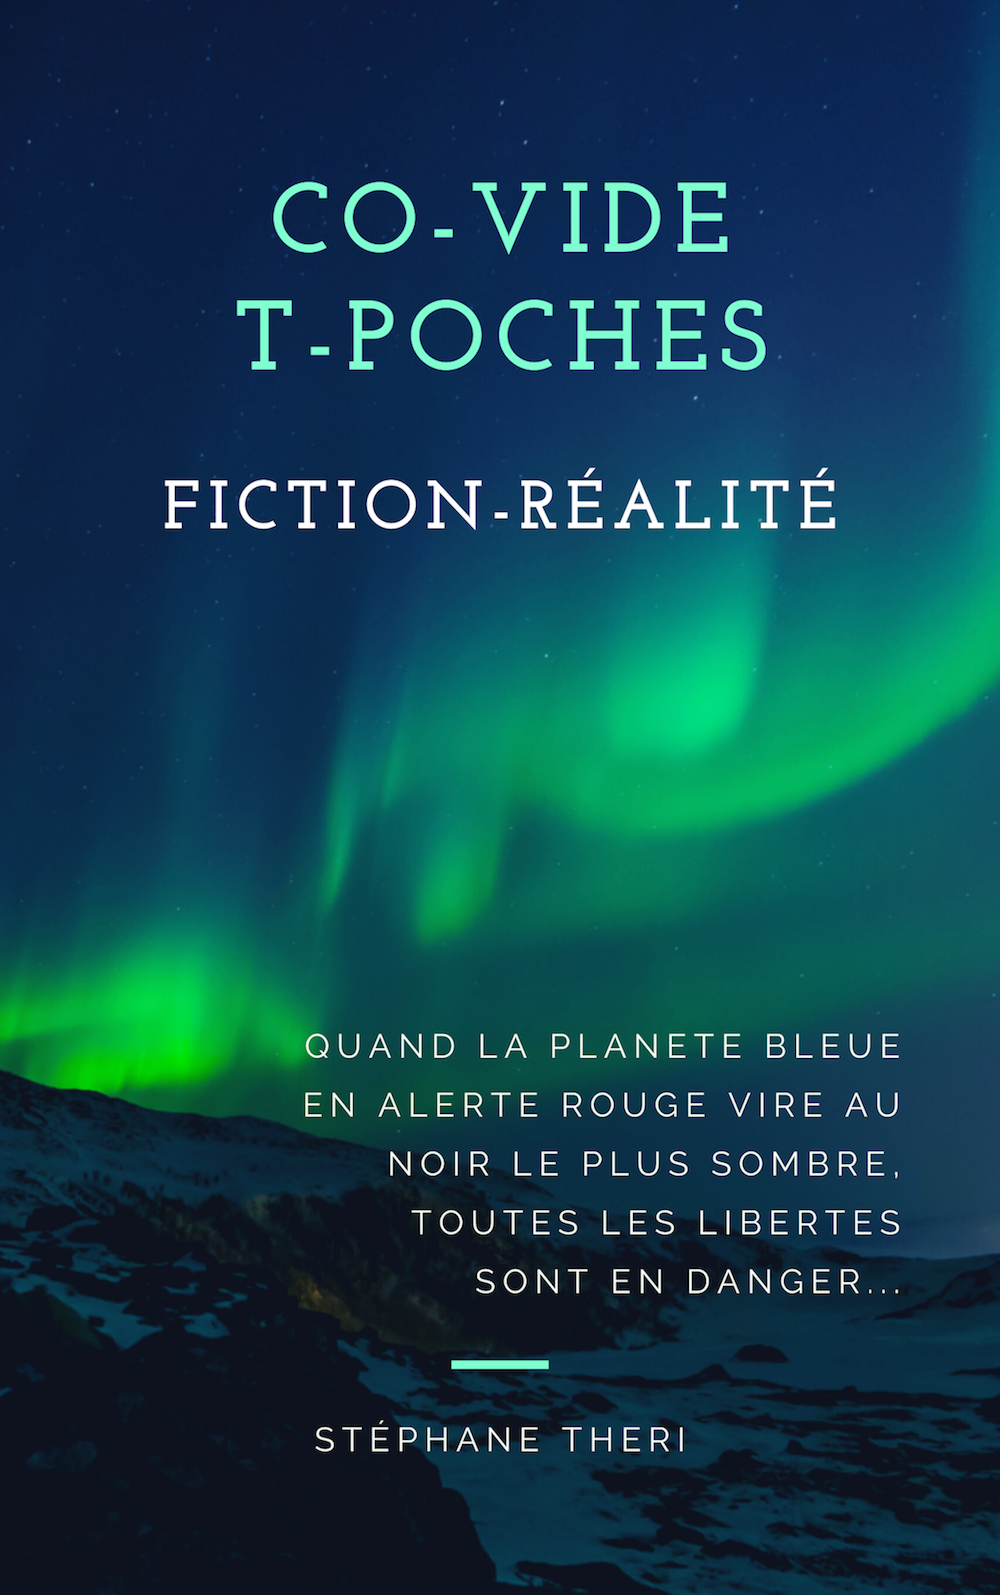 CO-VIDE
T-POCHES
FICTION-RÉALITÉ
QUAND LA PLANETE BLEUE
EN ALERTE ROUGE VIRE AU
NOIR LE PLUS SOMBRE,
TOUTES LES LIBERTES
SONT EN DANGER...
STÉPHANE THERI